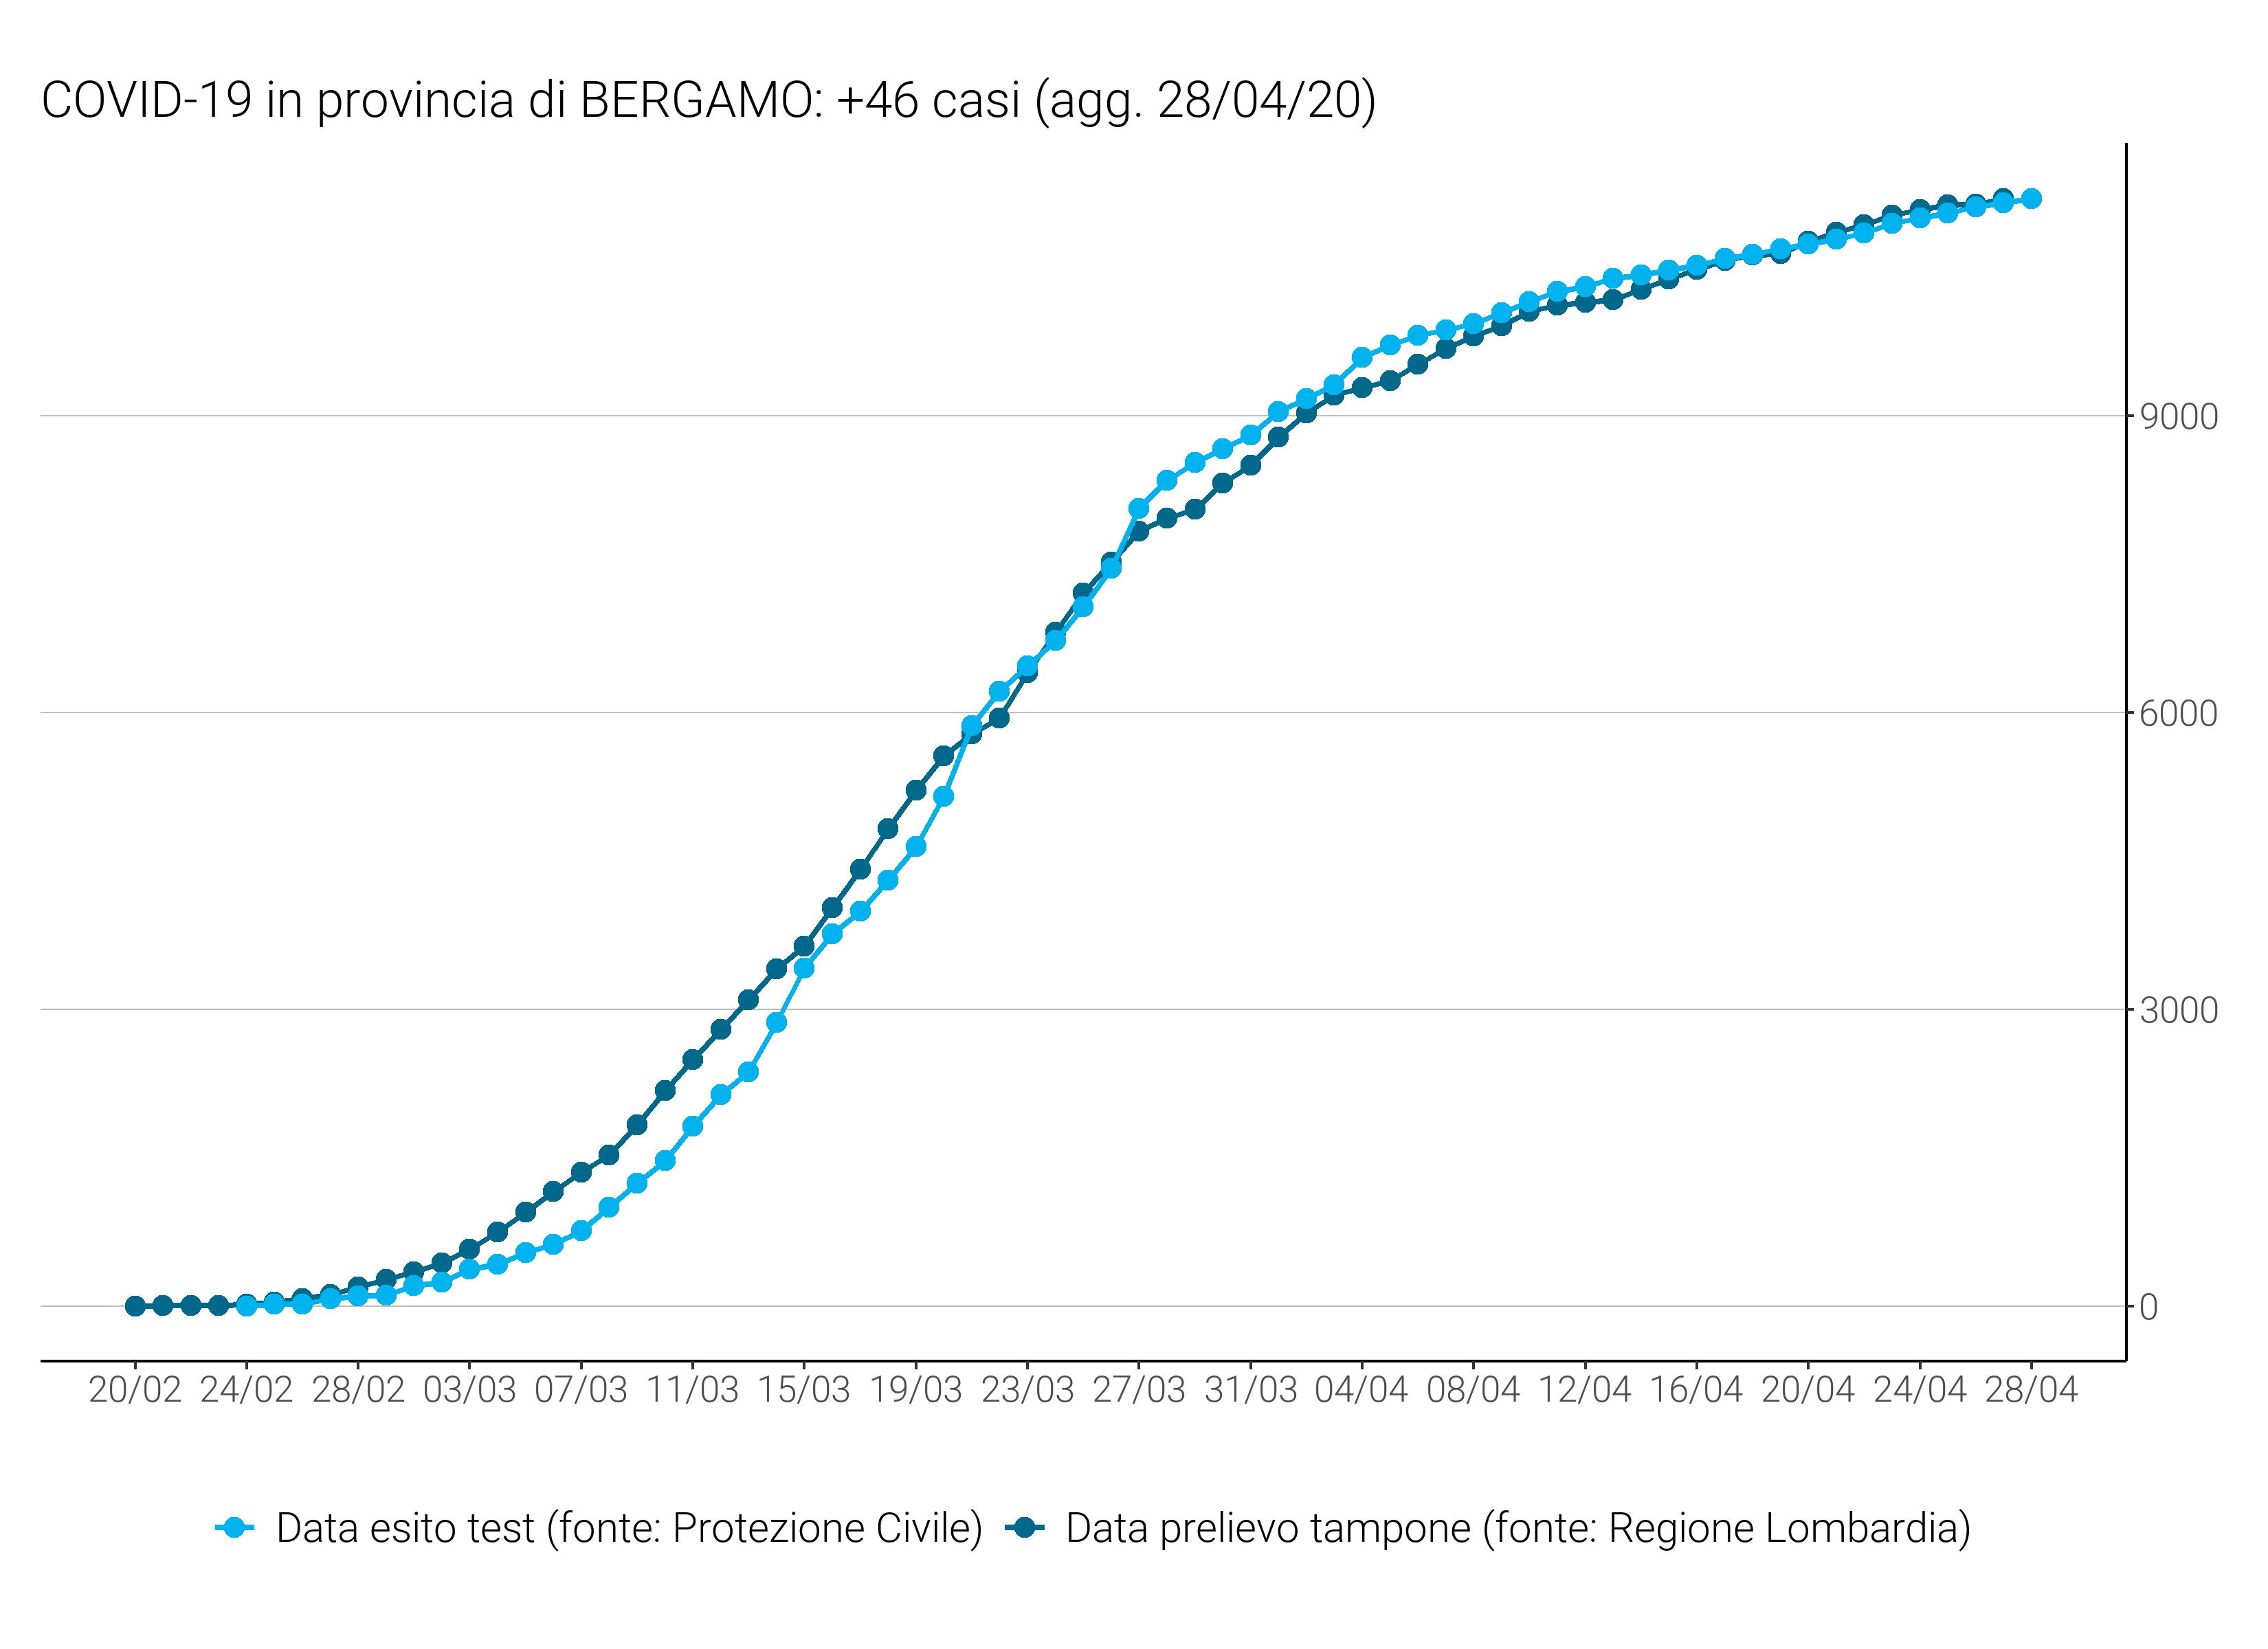 COVID-19 in provincia di BERGAMO: +46 casi (agg. 28/04/20)
9000
6000
3000
0
20/02 24/02 28/02 03/03 07/03 11/03 15/03 19/03 23/03 27/03 31/03 04/04 08/04 12/04 16/04 20/04 24/04 28/04
Data esito test (fonte: Protezione Civile) Data prelievo tampone (fonte: Regione Lombardia)